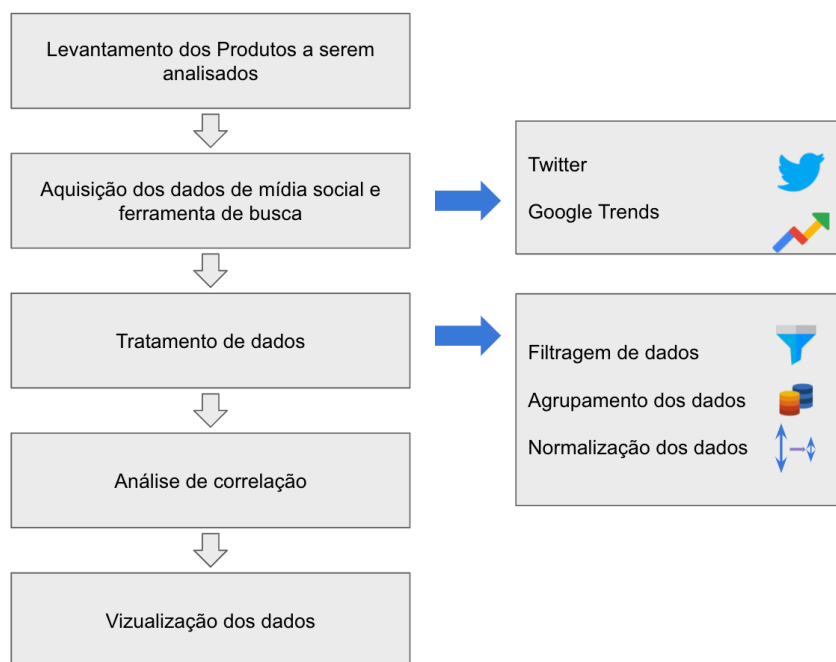 Levantamento dos Produtos a serem
analisados
Aquisição dos dados de mídia social e
ferramenta de busca
Twitter
Google Trends
Tratamento de dados
Filtragem de dados
Agrupamento dos dados
Normalização dos dados
Análise de correlação
Vizualização dos dados